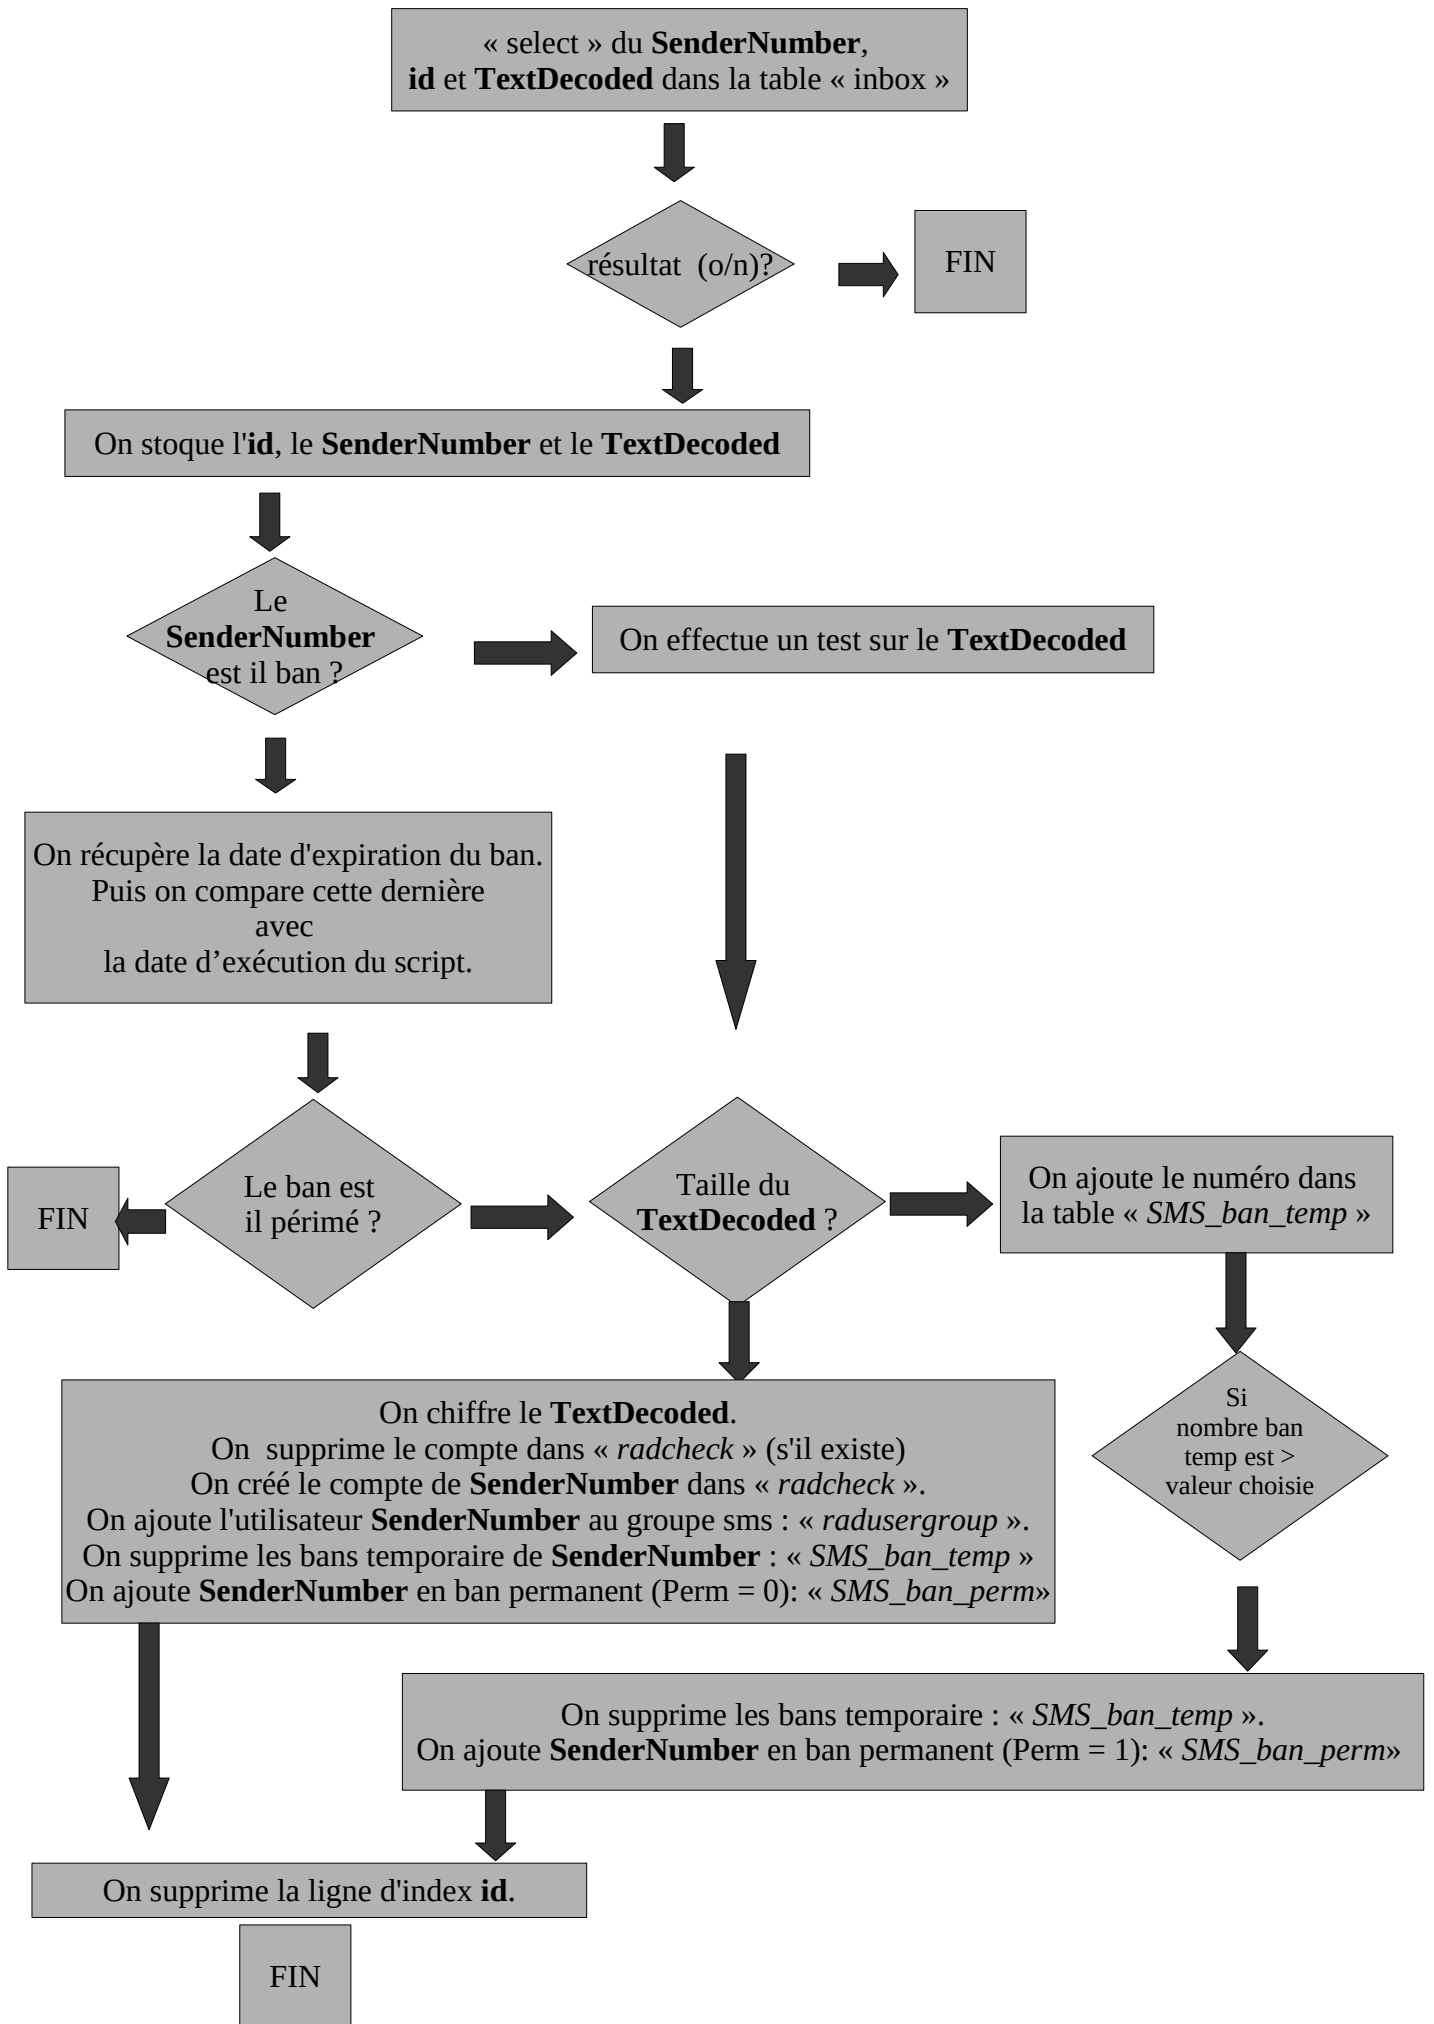 « select » du SenderNumber,
id et TextDecoded dans la table « inbox »
résultat  (o/n)?
FIN
On stoque l'id, le SenderNumber et le TextDecoded
Le
SenderNumber
est il ban ?
On effectue un test sur le TextDecoded
On récupère la date d'expiration du ban.
Puis on compare cette dernière
avec
la date d’exécution du script.
FIN
Le ban est
il périmé ?
Taille du
TextDecoded ?
On ajoute le numéro dans
la table « SMS_ban_temp »
On chiffre le TextDecoded.
On  supprime le compte dans « radcheck » (s'il existe)
On créé le compte de SenderNumber dans « radcheck ».
On ajoute l'utilisateur SenderNumber au groupe sms : « radusergroup ».
On supprime les bans temporaire de SenderNumber : « SMS_ban_temp »
On ajoute SenderNumber en ban permanent (Perm = 0): « SMS_ban_perm»
Si
nombre ban
temp est >
valeur choisie
On supprime les bans temporaire : « SMS_ban_temp ».
On ajoute SenderNumber en ban permanent (Perm = 1): « SMS_ban_perm»
On supprime la ligne d'index id.
FIN